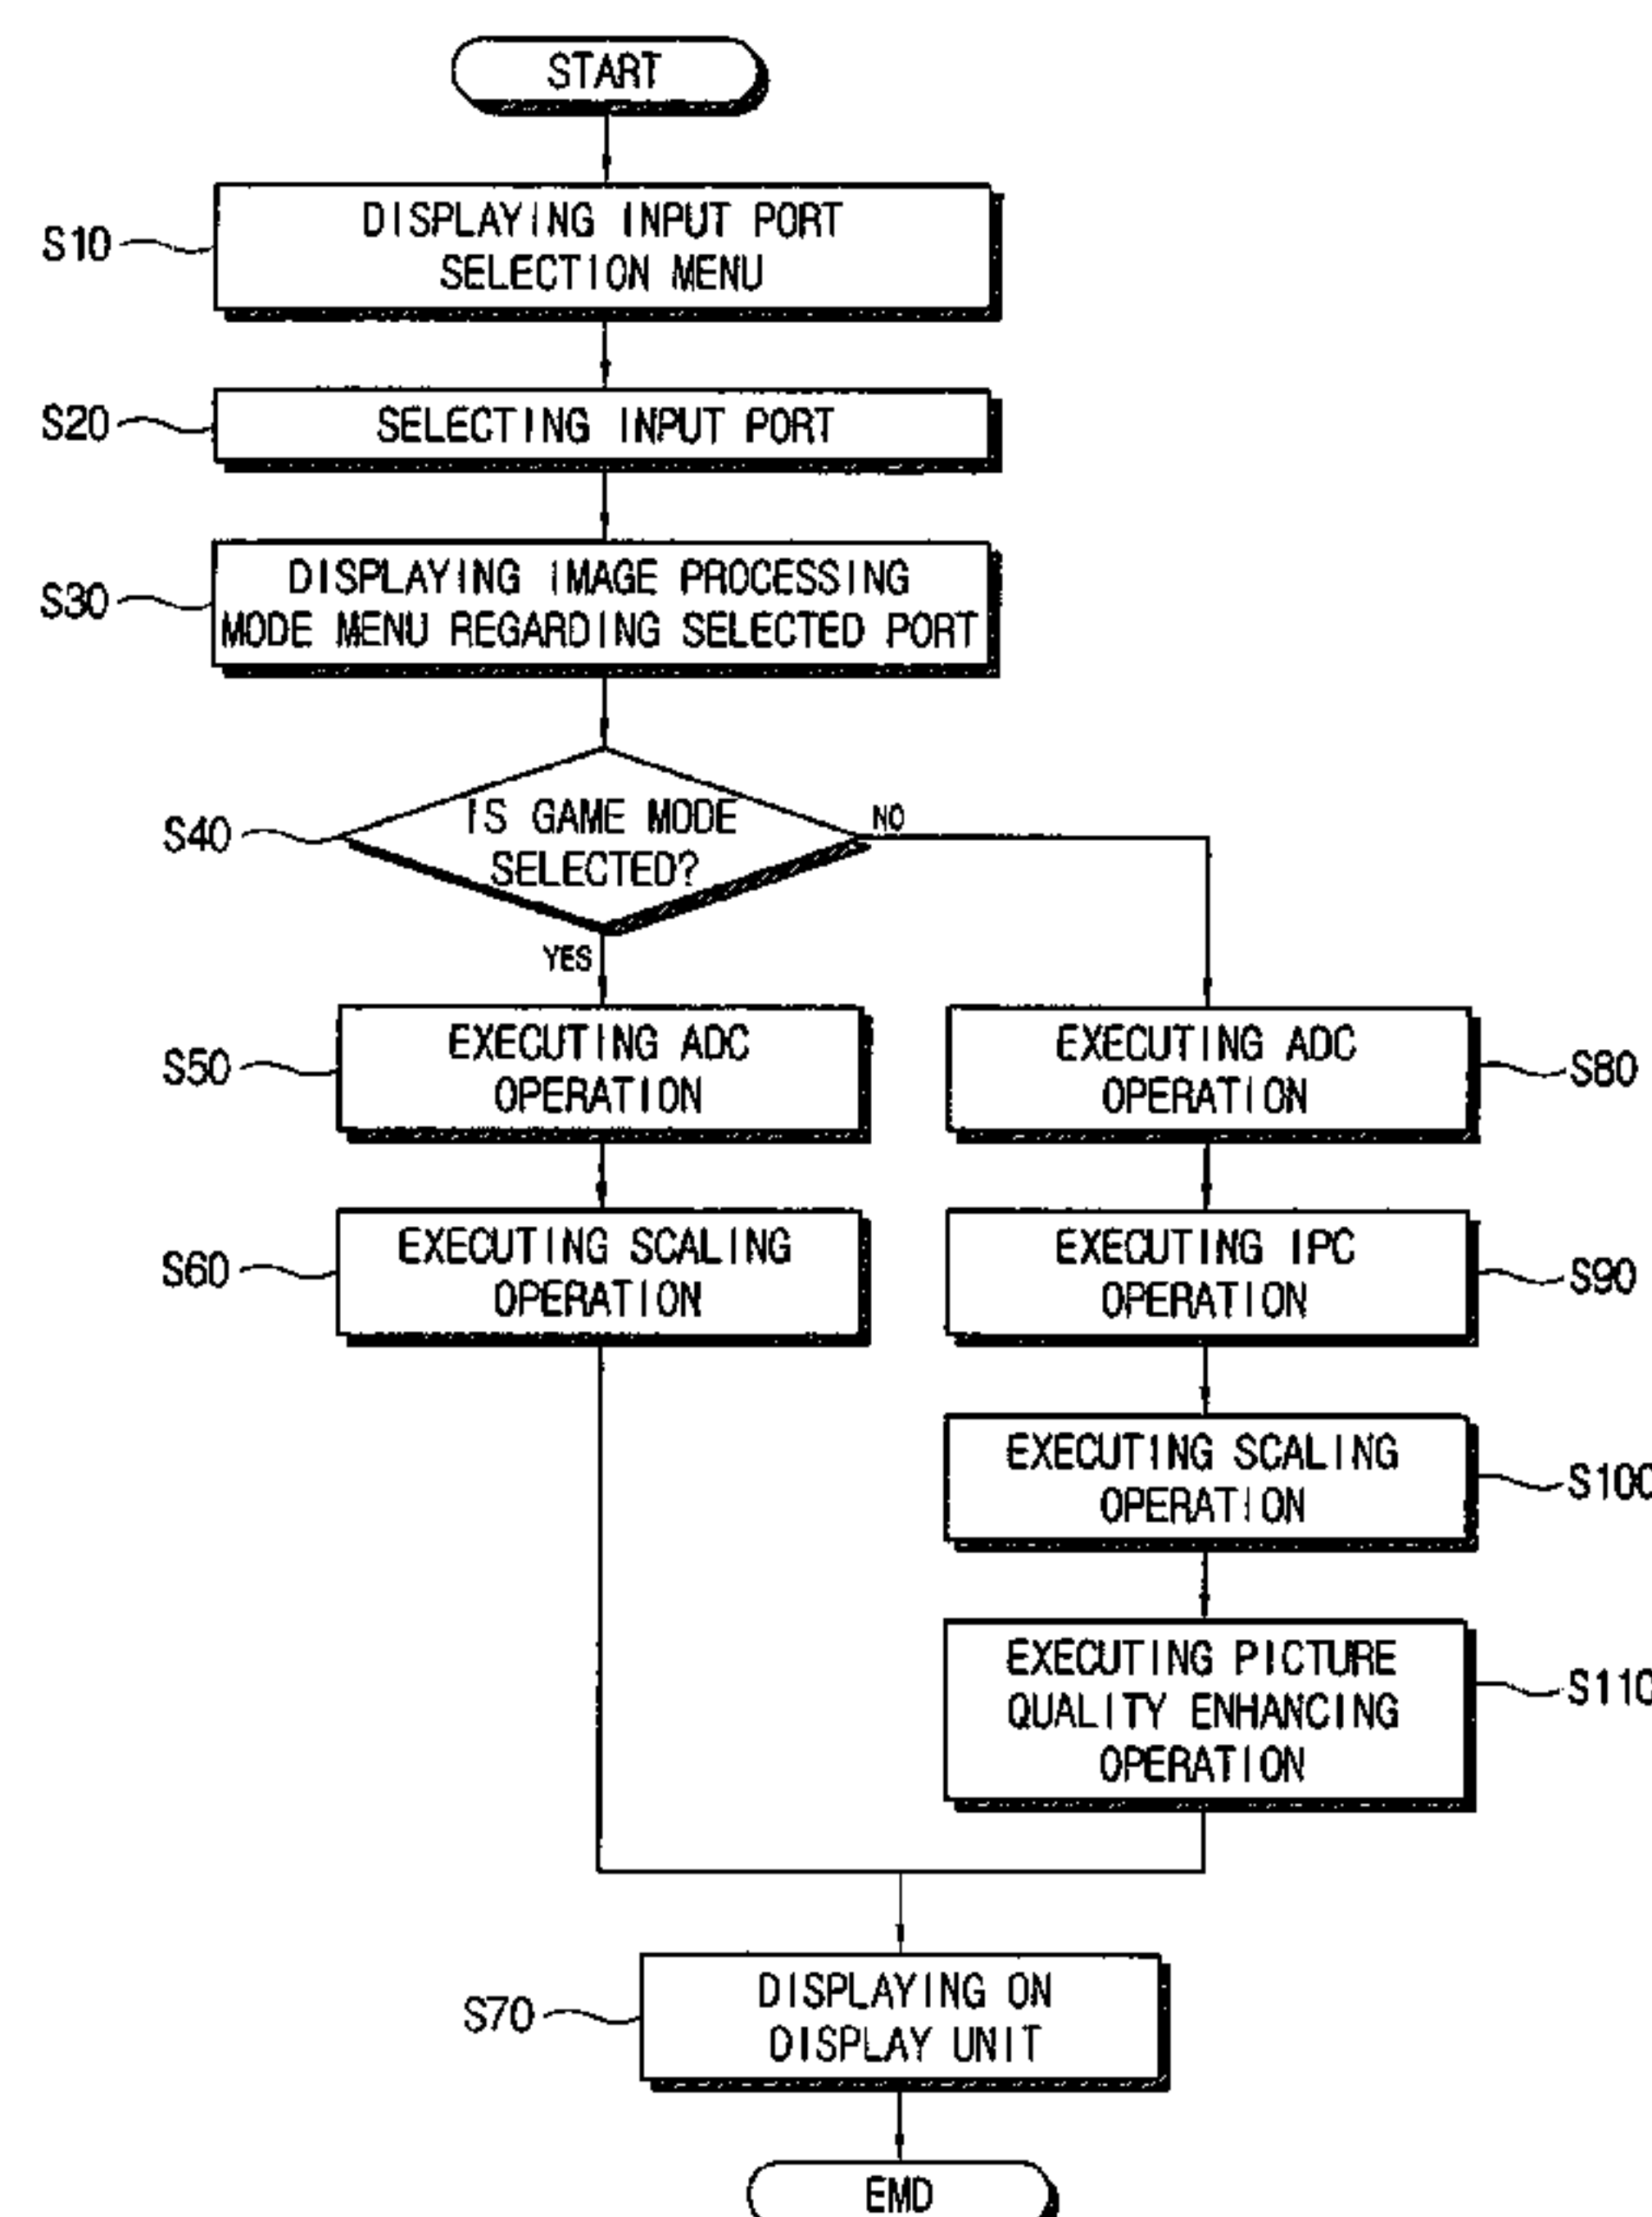 START
S10
DISPLAYING INPUT PORT
SELECTION MENU
S20
SELECTING INPUT PORT
S30
DISPLAYING IMAGE PROCESSING
MODE MENU REGARDING SELECTED PORT
S40
IS GAME MODE
SELECTED?
NO
YES
S50
EXECUTING ADC
OPERATION
EXECUTING ADC
OPERATION
S80
S60
EXECUTING SCALING
OPERATION
EXECUTING IPC
OPERATION
S90
EXECUTING SCALING
OPERATION
S100
EXECUTING PICTURE
QUALITY ENHANCING
OPERATION
S110
S70
DISPLAYING ON
DISPLAY UNIT
EMD